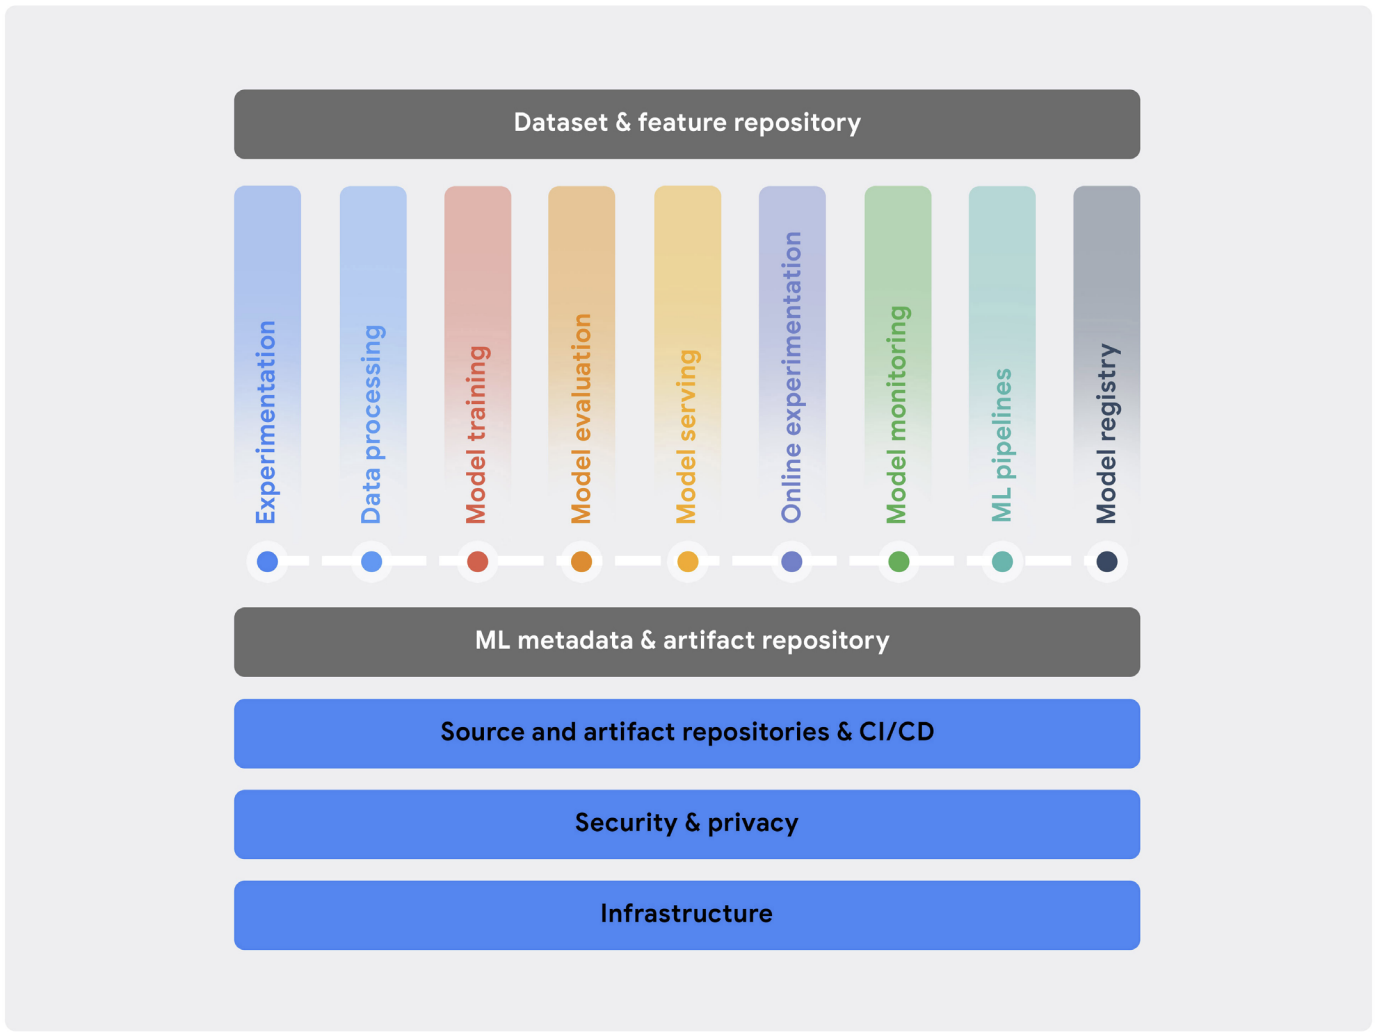 Dataset & feature repository
Experimentation
Data processing
Model training
Model evaluation
Model serving
Online experimentation
Model monitoring
ML pipelines
Model registry
ML metadata & artifact repository
Source and artifact repositories & CI/CD
Security & privacy
Infrastructure